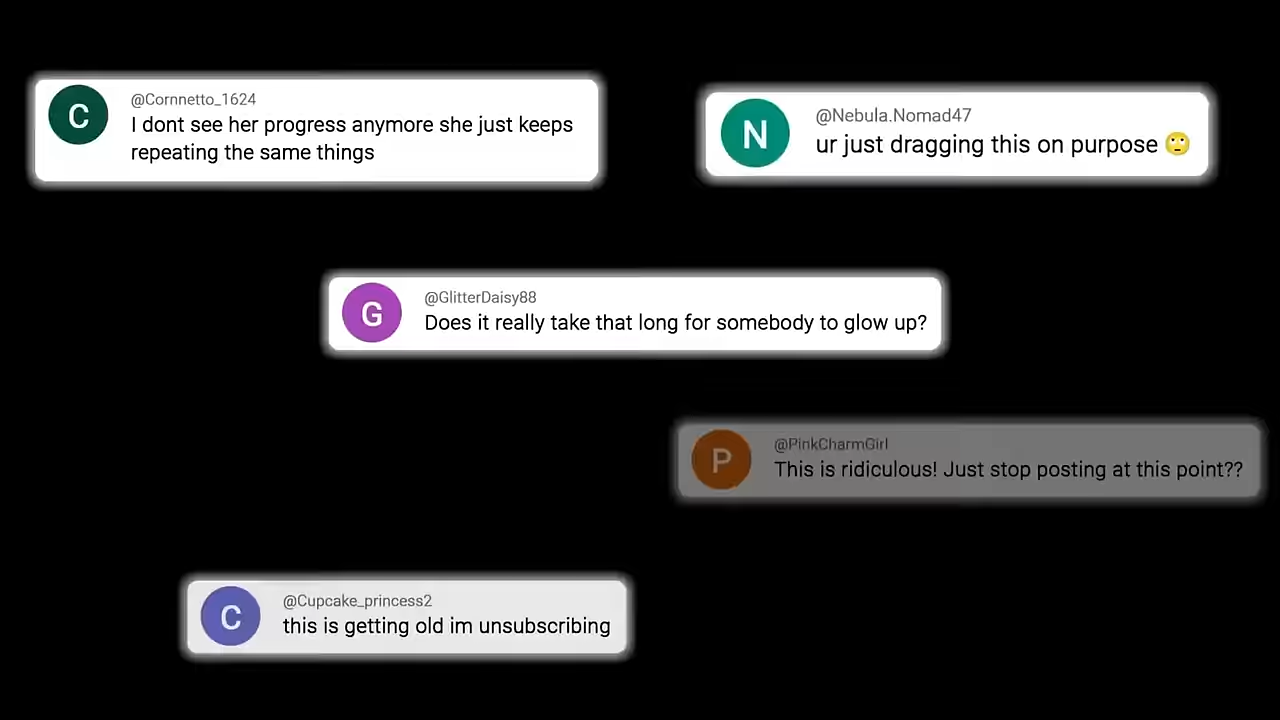 C
@Cornnetto_1624
I dont see her progress anymore she just keeps
repeating the same things
N
@Nebula.Nomad47
ur just dragging this on purpose 🙄
G
@GlitterDaisy88
Does it really take that long for somebody to glow up?
P
@PinkCharmGirl
This is ridiculous! Just stop posting at this point??
C
@Cupcake_princess2
this is getting old im unsubscribing